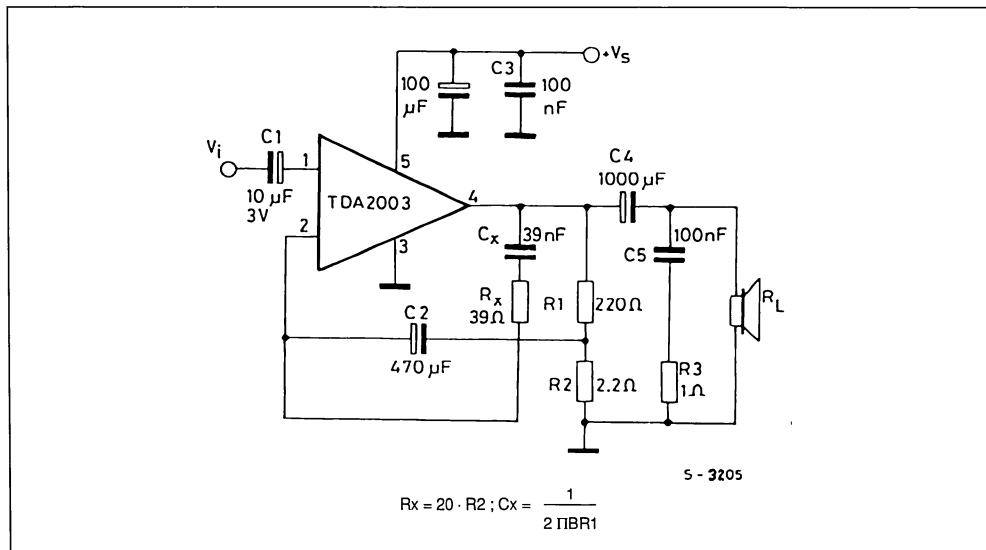 +Vs
C3
100 µF
100 nF
Vi
C1
1
5
10 µF
3V
TDA2003
4
C4
1000 µF
2
3
Cx
39nF
100nF
C5
Rx
39Ω
R1
220Ω
RL
C2
470 µF
R2
2.2Ω
R3
1Ω
S-3205
Rx = 20 · R2 ; Cx = 1 / 2 ΠBR1